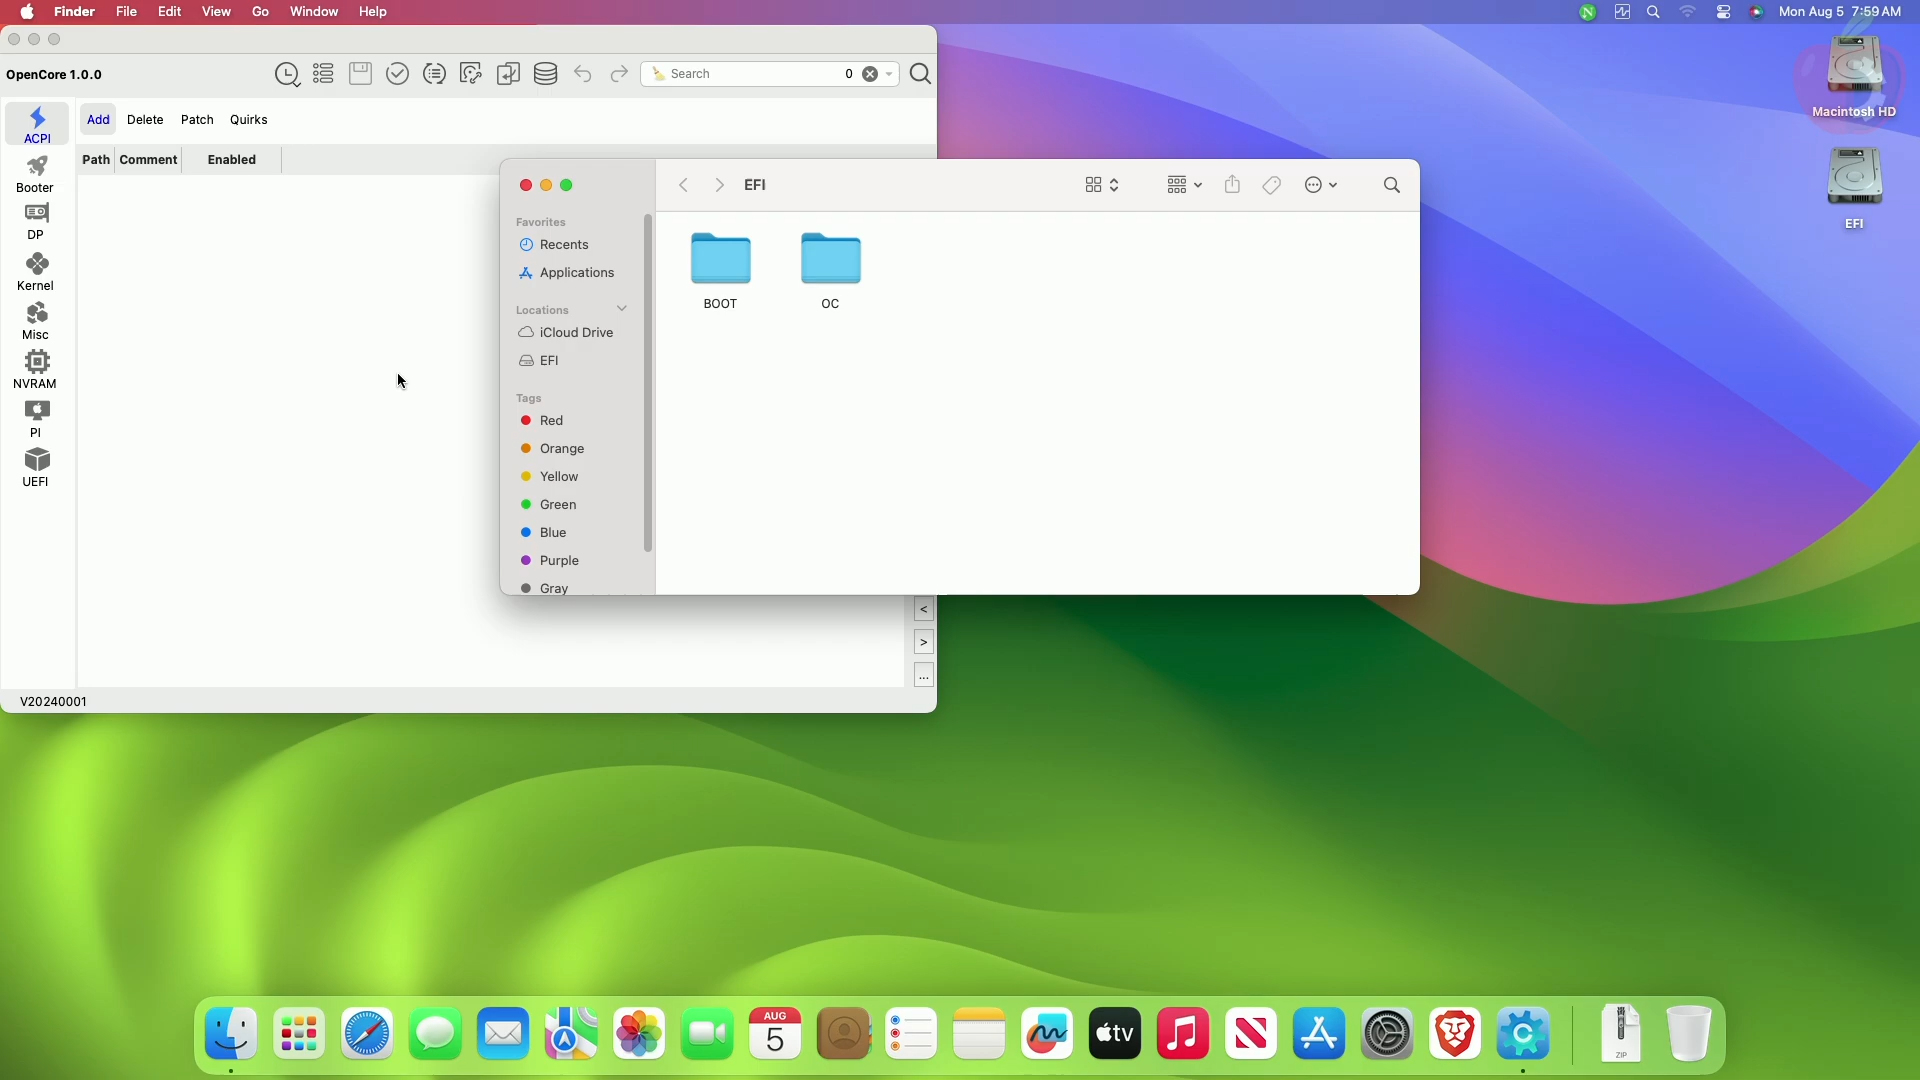 Finder File Edit View Go Window Help
Mon Aug 5 7:59 AM
OpenCore 1.0.0
Search 0
ACPI
Booter
DP
Kernel
Misc
NVRAM
PI
UEFI
Add Delete Patch Quirks
Path Comment Enabled
<
>
...
V20240001
EFI
Favorites
Recents
Applications
Locations
iCloud Drive
EFI
Tags
Red
Orange
Yellow
Green
Blue
Purple
Gray
BOOT
OC
Macintosh HD
EFI
AUG
5
tv
ZIP